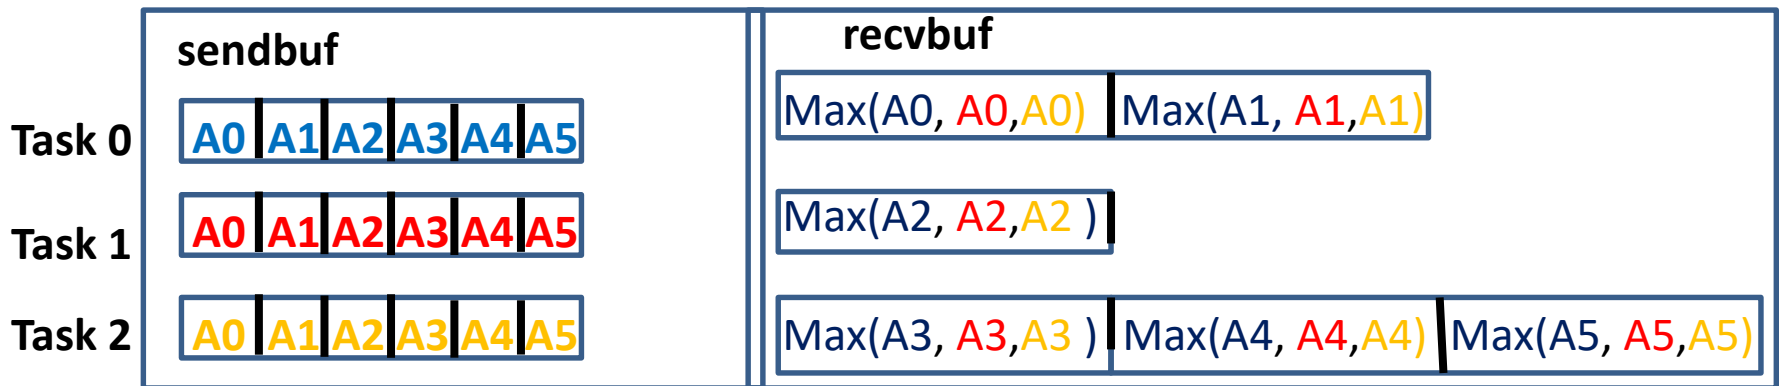 sendbuf
recvbuf
Task 0
A0 A1 A2 A3 A4 A5
Max(A0, A0,A0) Max(A1, A1,A1)
Task 1
A0 A1 A2 A3 A4 A5
Max(A2, A2,A2 )
Task 2
A0 A1 A2 A3 A4 A5
Max(A3, A3,A3 ) Max(A4, A4,A4) Max(A5, A5,A5)